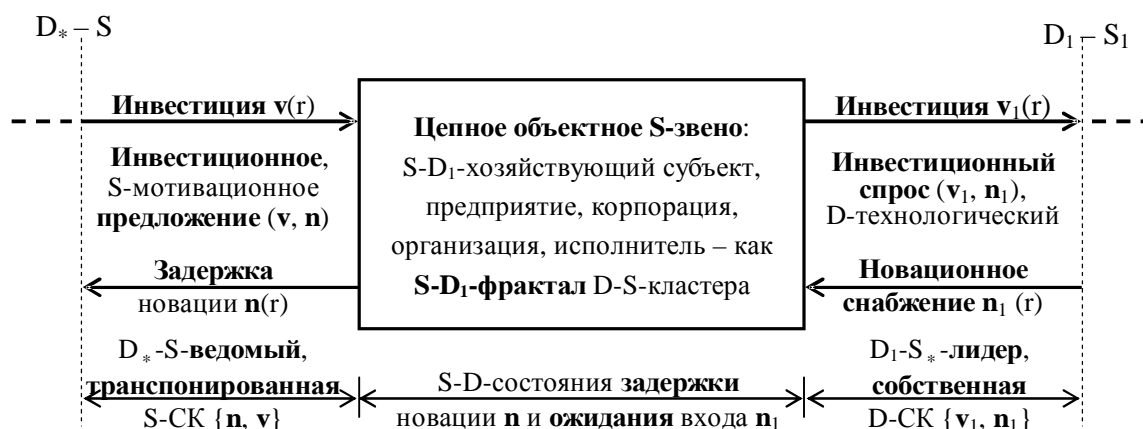 D* – S
D₁ – S₁
Инвестиция v(r)
Инвестиционное,
S-мотивационное
предложение (v, n)
Задержка
новации n(r)
Цепное объектное S-звено:
S-D₁-хозяйствующий субъект,
предприятие, корпорация,
организация, исполнитель – как
S-D₁-фрактал D-S-кластера
Инвестиция v₁(r)
Инвестиционный
спрос (v₁, n₁),
D-технологический
Новационное
снабжение n₁ (r)
D*-S-ведомый,
транспонированная
S-СК {n, v}
S-D-состояния задержки
новации n и ожидания входа n₁
D₁-S*-лидер,
собственная
D-СК {v₁, n₁}